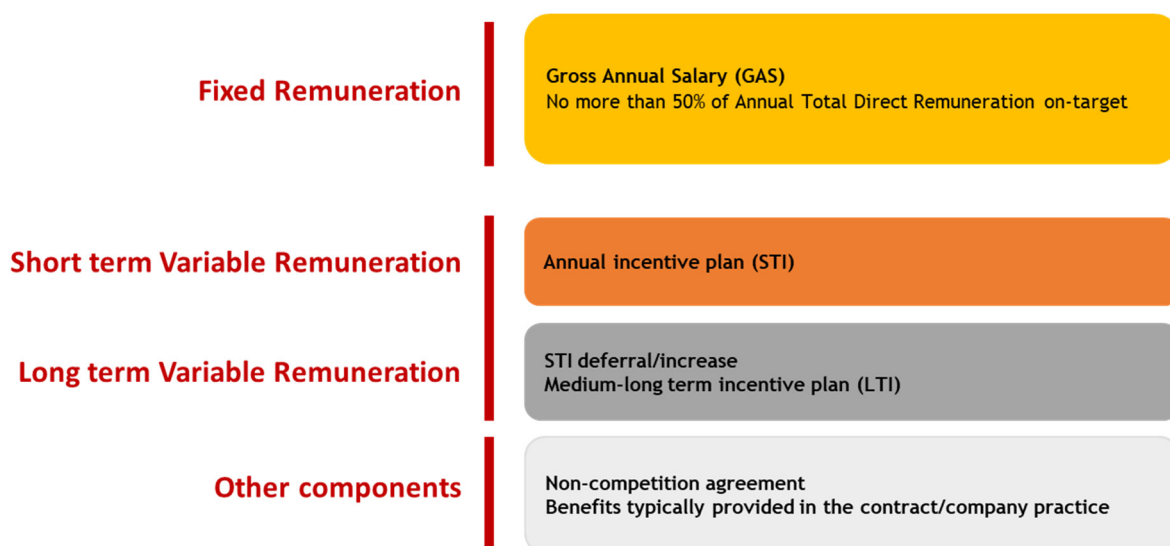 Fixed Remuneration
Gross Annual Salary (GAS)
No more than 50% of Annual Total Direct Remuneration on-target
Short term Variable Remuneration
Annual incentive plan (STI)
Long term Variable Remuneration
STI deferral/increase
Medium-long term incentive plan (LTI)
Other components
Non-competition agreement
Benefits typically provided in the contract/company practice